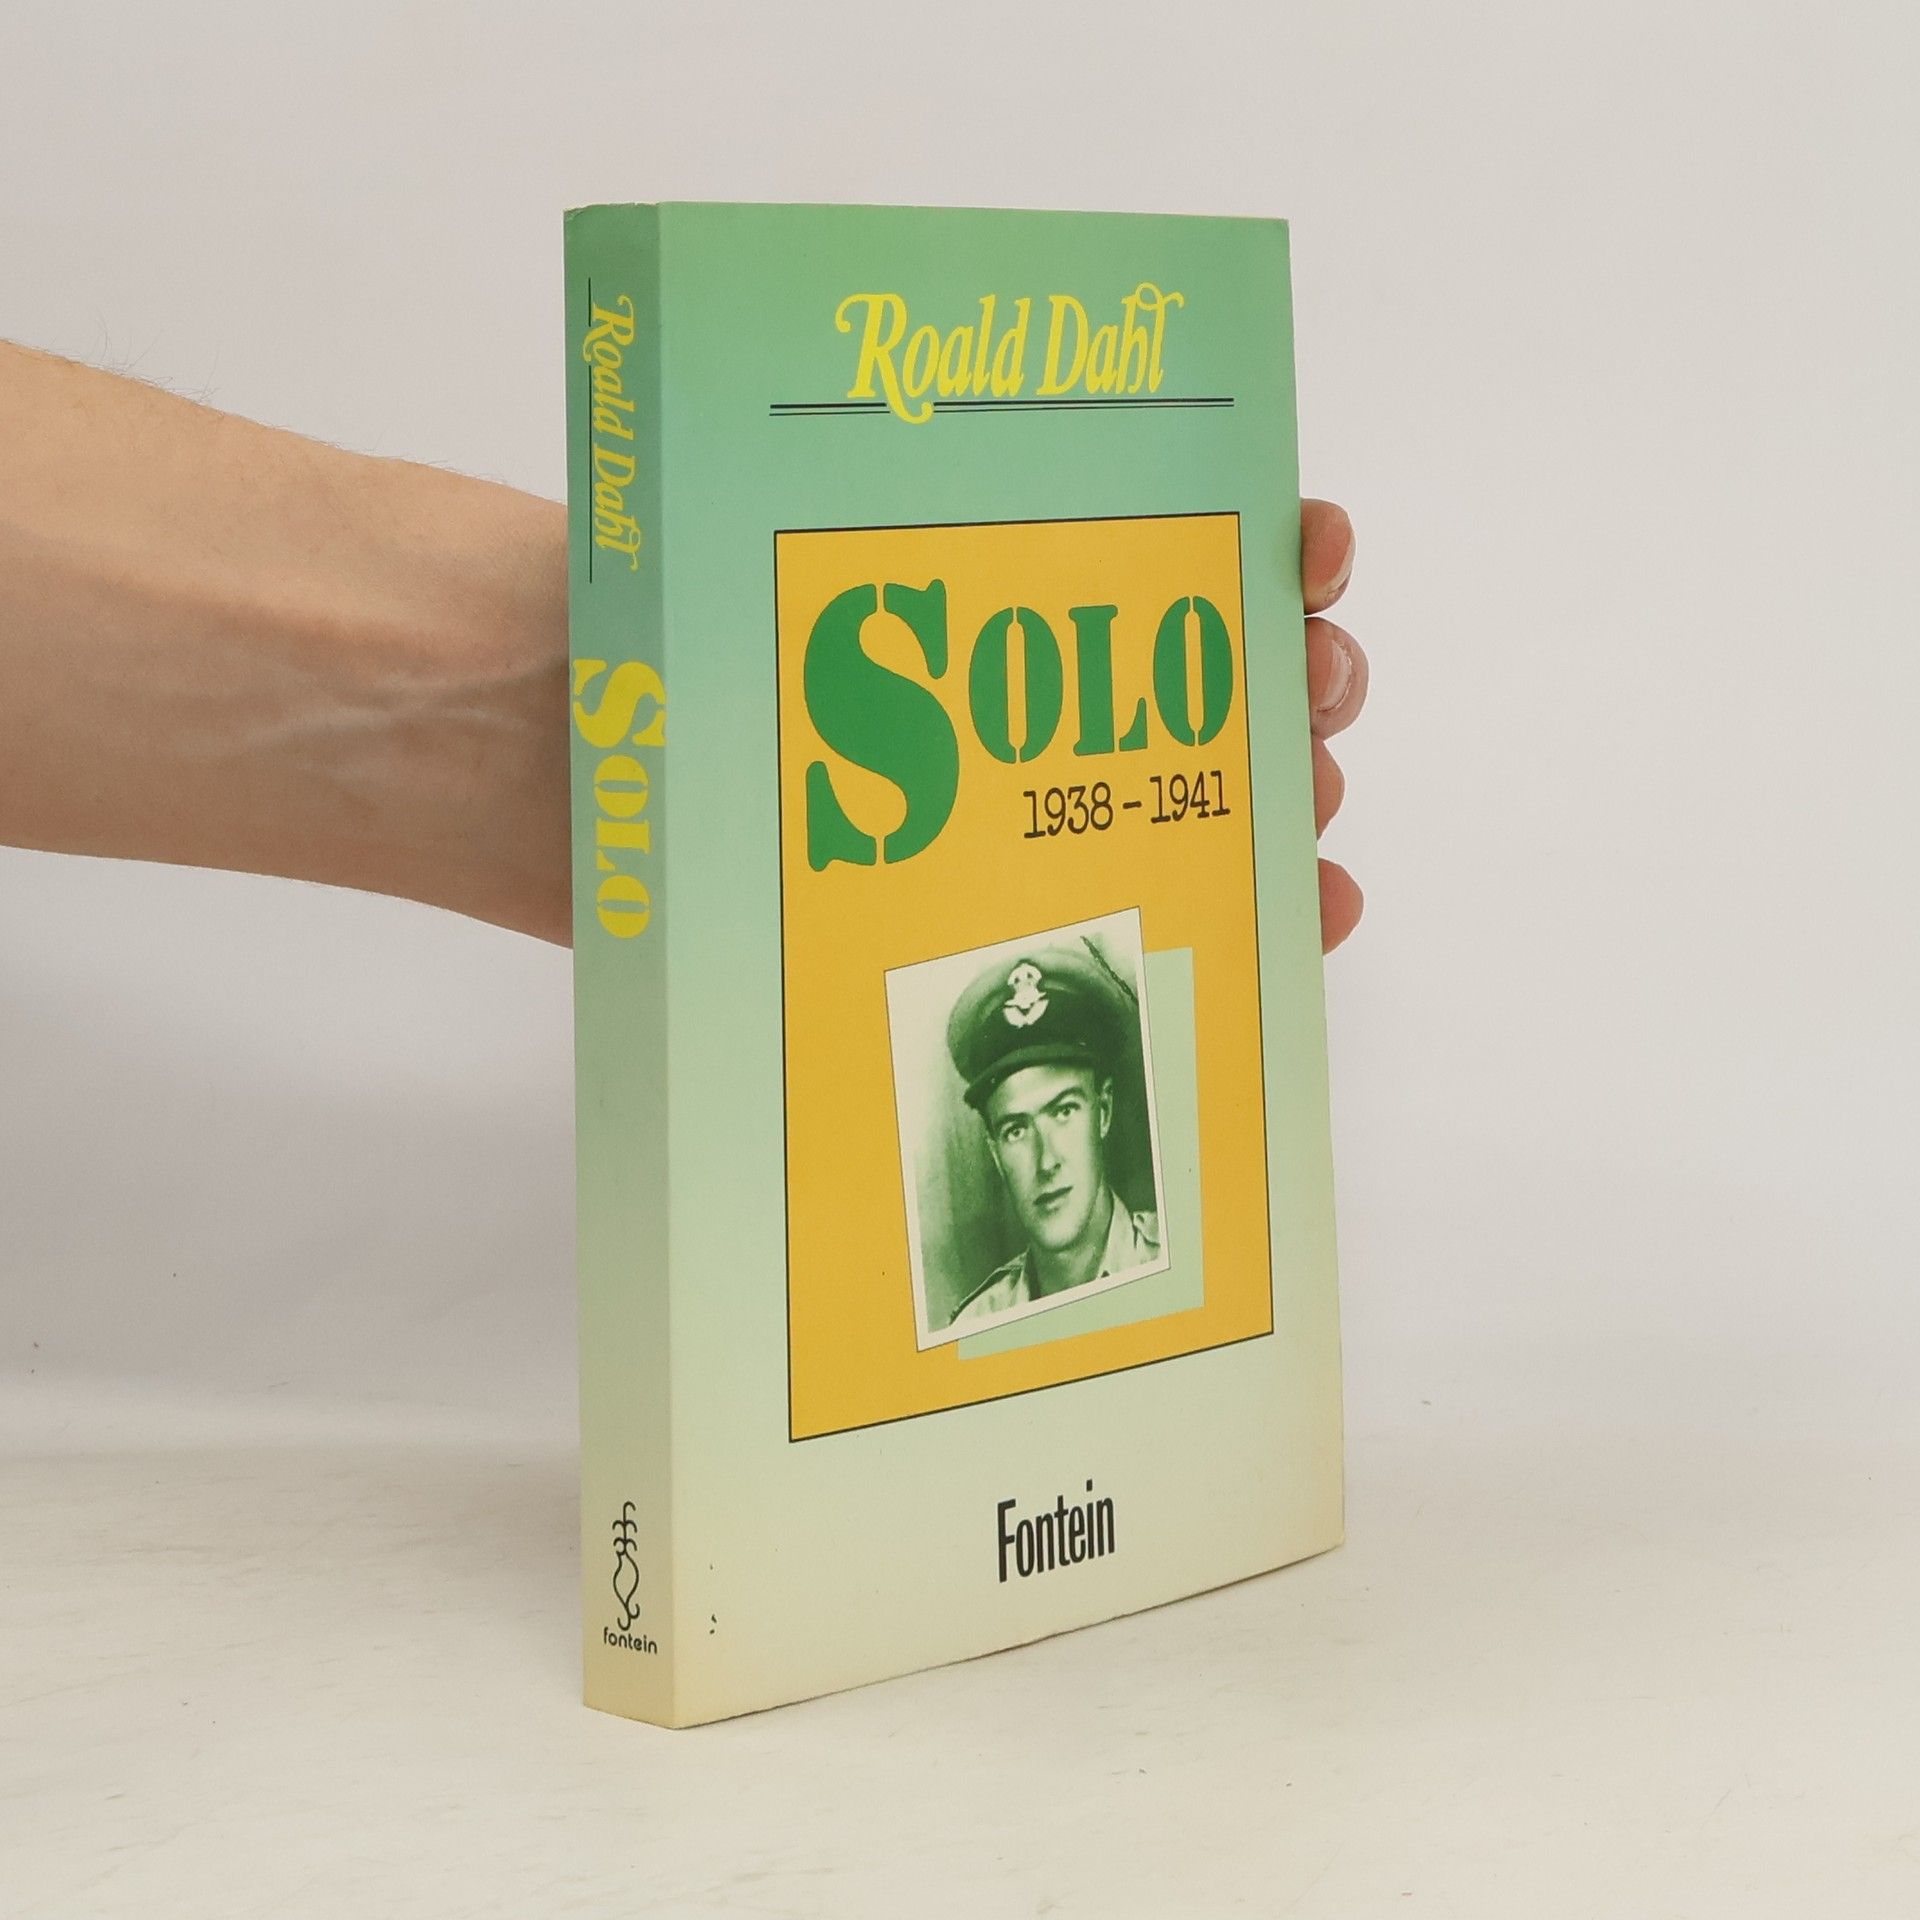 Roald Dahl
SOLO
fontein
Roald Dahl
SOLO
1938-1941
Fontein